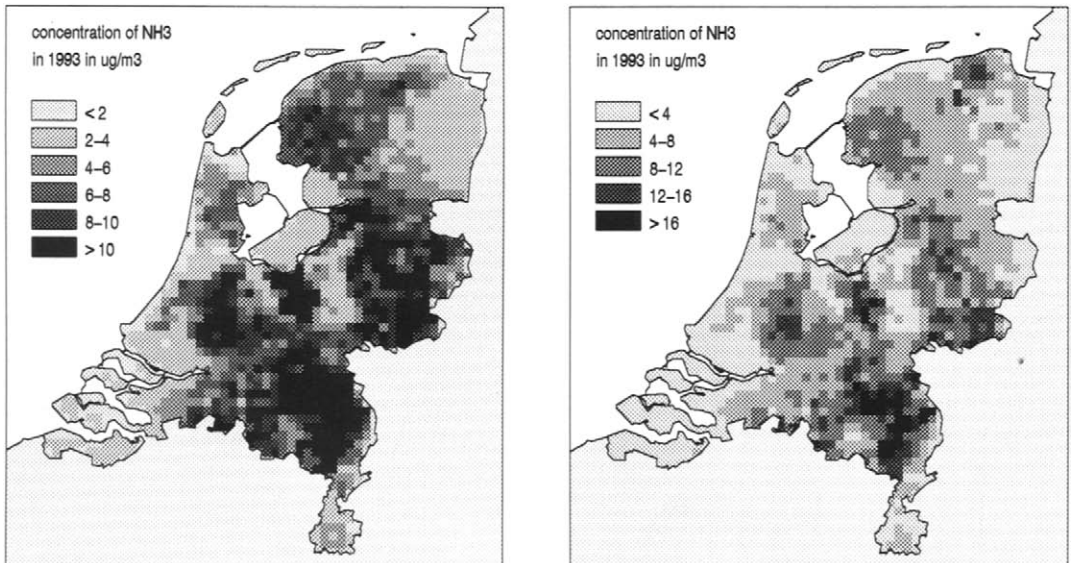 concentration of NH3
in 1993 in ug/m3
< 2
2–4
4–6
6–8
8–10
> 10
concentration of NH3
in 1993 in ug/m3
< 4
4–8
8–12
12–16
> 16